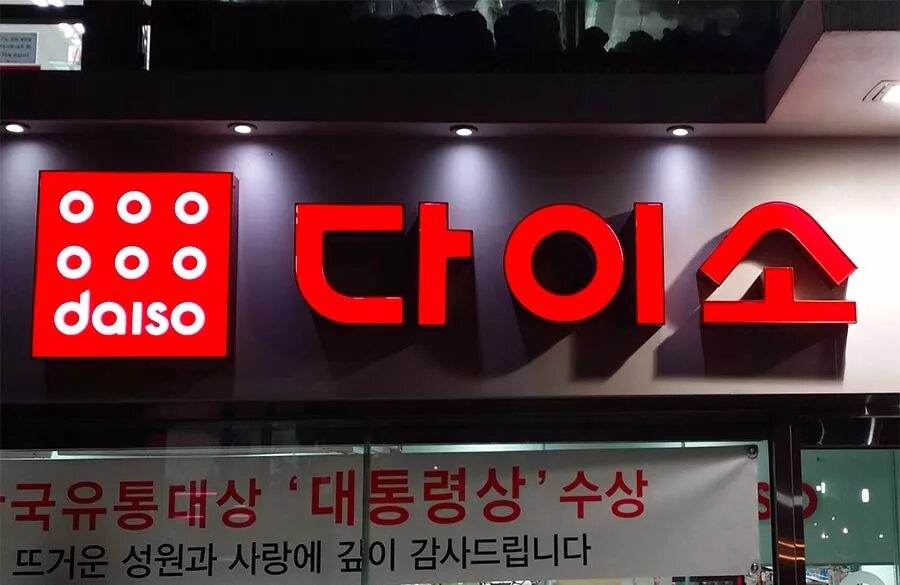 daiso
다이소
국유통대상 ‘대통령상’ 수상
뜨거운 성원과 사랑에 깊이 감사드립니다